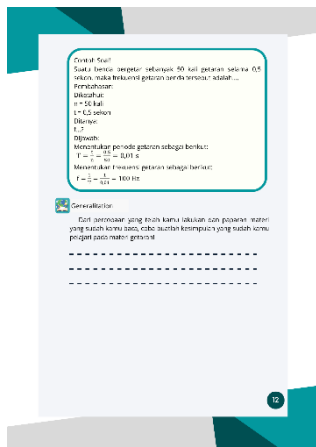 Contoh Soal!
Suatu benda bergetar sebanyak 50 kali getaran selama 0,5
sekon, maka frekuensi getaran benda tersebut adalah....
Pembahasan:
Diketahui:
n = 50 kali
t = 0,5 sekon
Ditanya:
f...?
Dijawab:
Menentukan periode getaran sebagai berikut:
T = t/n = 0,5/50 = 0,01 s
Menentukan frekuensi getaran sebagai berikut:
f = 1/T = 1/0,01 = 100 Hz
Generalization
Dari percobaan yang telah kamu lakukan dan paparan materi
yang sudah kamu baca, coba buatlah kesimpulan yang sudah kamu
pelajari pada materi getaran!
12